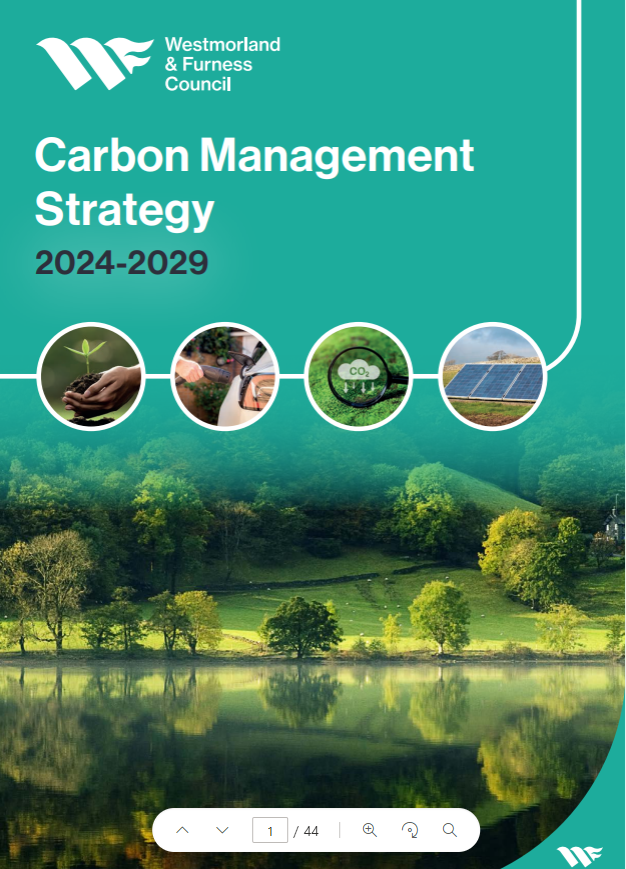 Westmorland
& Furness
Council
Carbon Management
Strategy
2024-2029
CO₂
1 / 44